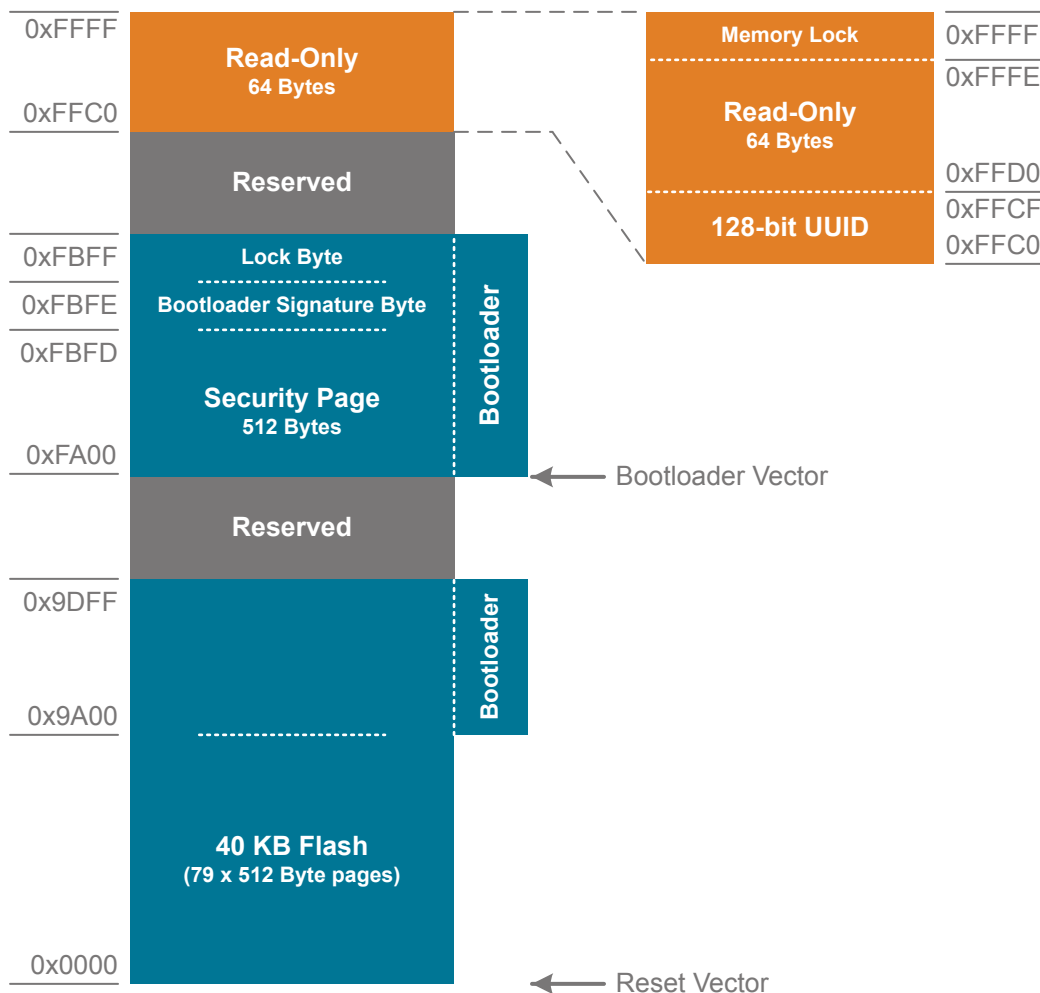 0xFFFF
0xFFC0
Read-Only
64 Bytes
Reserved
0xFBFF
Lock Byte
0xFBFE
Bootloader Signature Byte
0xFBFD
Security Page
512 Bytes
0xFA00
Bootloader
Bootloader Vector
Reserved
0x9DFF
0x9A00
Bootloader
40 KB Flash
(79 x 512 Byte pages)
0x0000
Reset Vector
Memory Lock
0xFFFF
0xFFFE
Read-Only
64 Bytes
0xFFD0
0xFFCF
128-bit UUID
0xFFC0